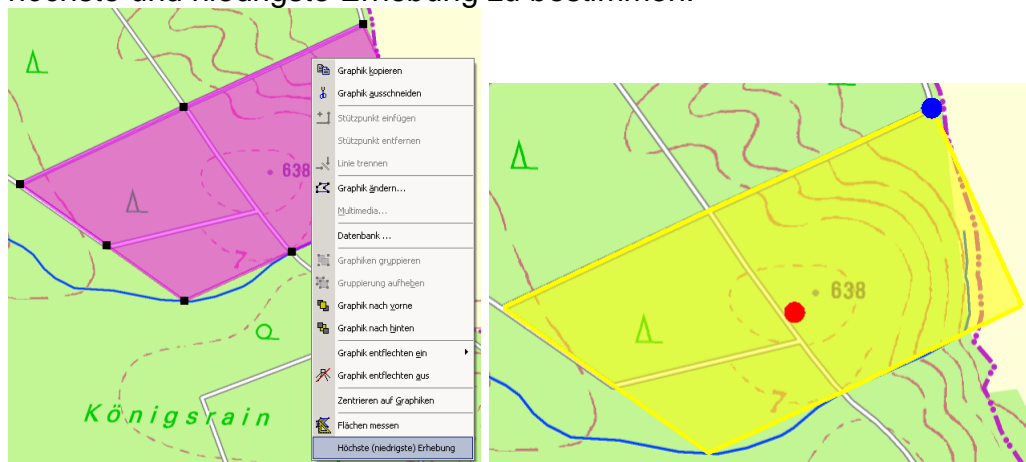 höchste und niedrigste Erhebung zu bestimmen.
Graphik kopieren
Graphik ausschneiden
Stützpunkt einfügen
Stützpunkt entfernen
Linie trennen
Graphik ändern...
Multimedia...
Datenbank ...
Graphiken gruppieren
Gruppierung aufheben
Graphik nach vorne
Graphik nach hinten
Graphik entflechten ein
Graphik entflechten aus
Zentrieren auf Graphiken
Flächen messen
Höchste (niedrigste) Erhebung
638
7
Königsrain
638
7